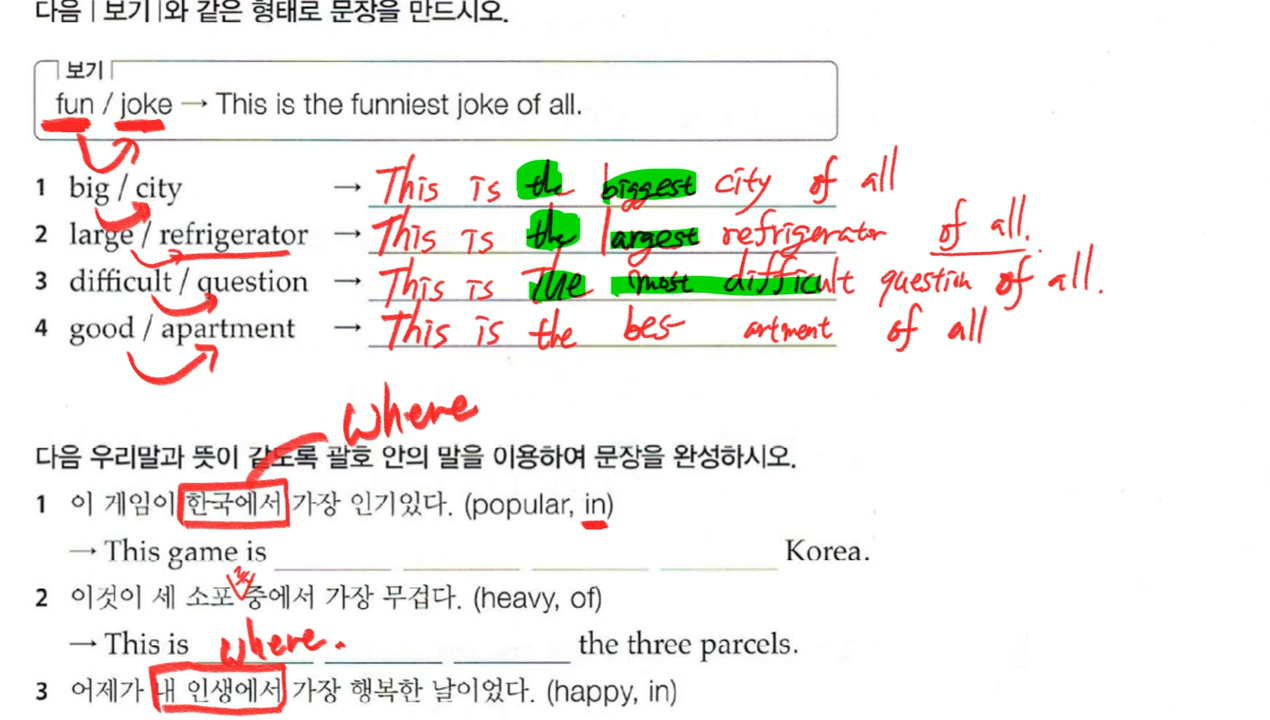 다음 | 보기 |와 같은 형태로 문장을 만드시오.
보기
fun / joke → This is the funniest joke of all.
1 big / city → This is the biggest city of all
2 large / refrigerator → This is the largest refrigerator of all.
3 difficult / question → This is The most difficult question of all.
4 good / apartment → This is the bes artment of all
where
다음 우리말과 뜻이 같도록 괄호 안의 말을 이용하여 문장을 완성하시오.
1 이 게임이 한국에서 가장 인기있다. (popular, in)
→ This game is Korea.
2 이것이 세 소포 중에서 가장 무겁다. (heavy, of)
→ This is where. the three parcels.
3 어제가 내 인생에서 가장 행복한 날이었다. (happy, in)